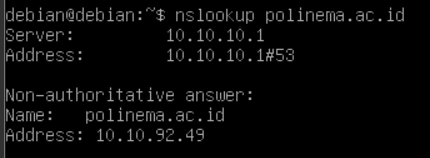 debian@debian:~$ nslookup polinema.ac.id
Server:         10.10.10.1
Address:        10.10.10.1#53

Non-authoritative answer:
Name:   polinema.ac.id
Address: 10.10.92.49